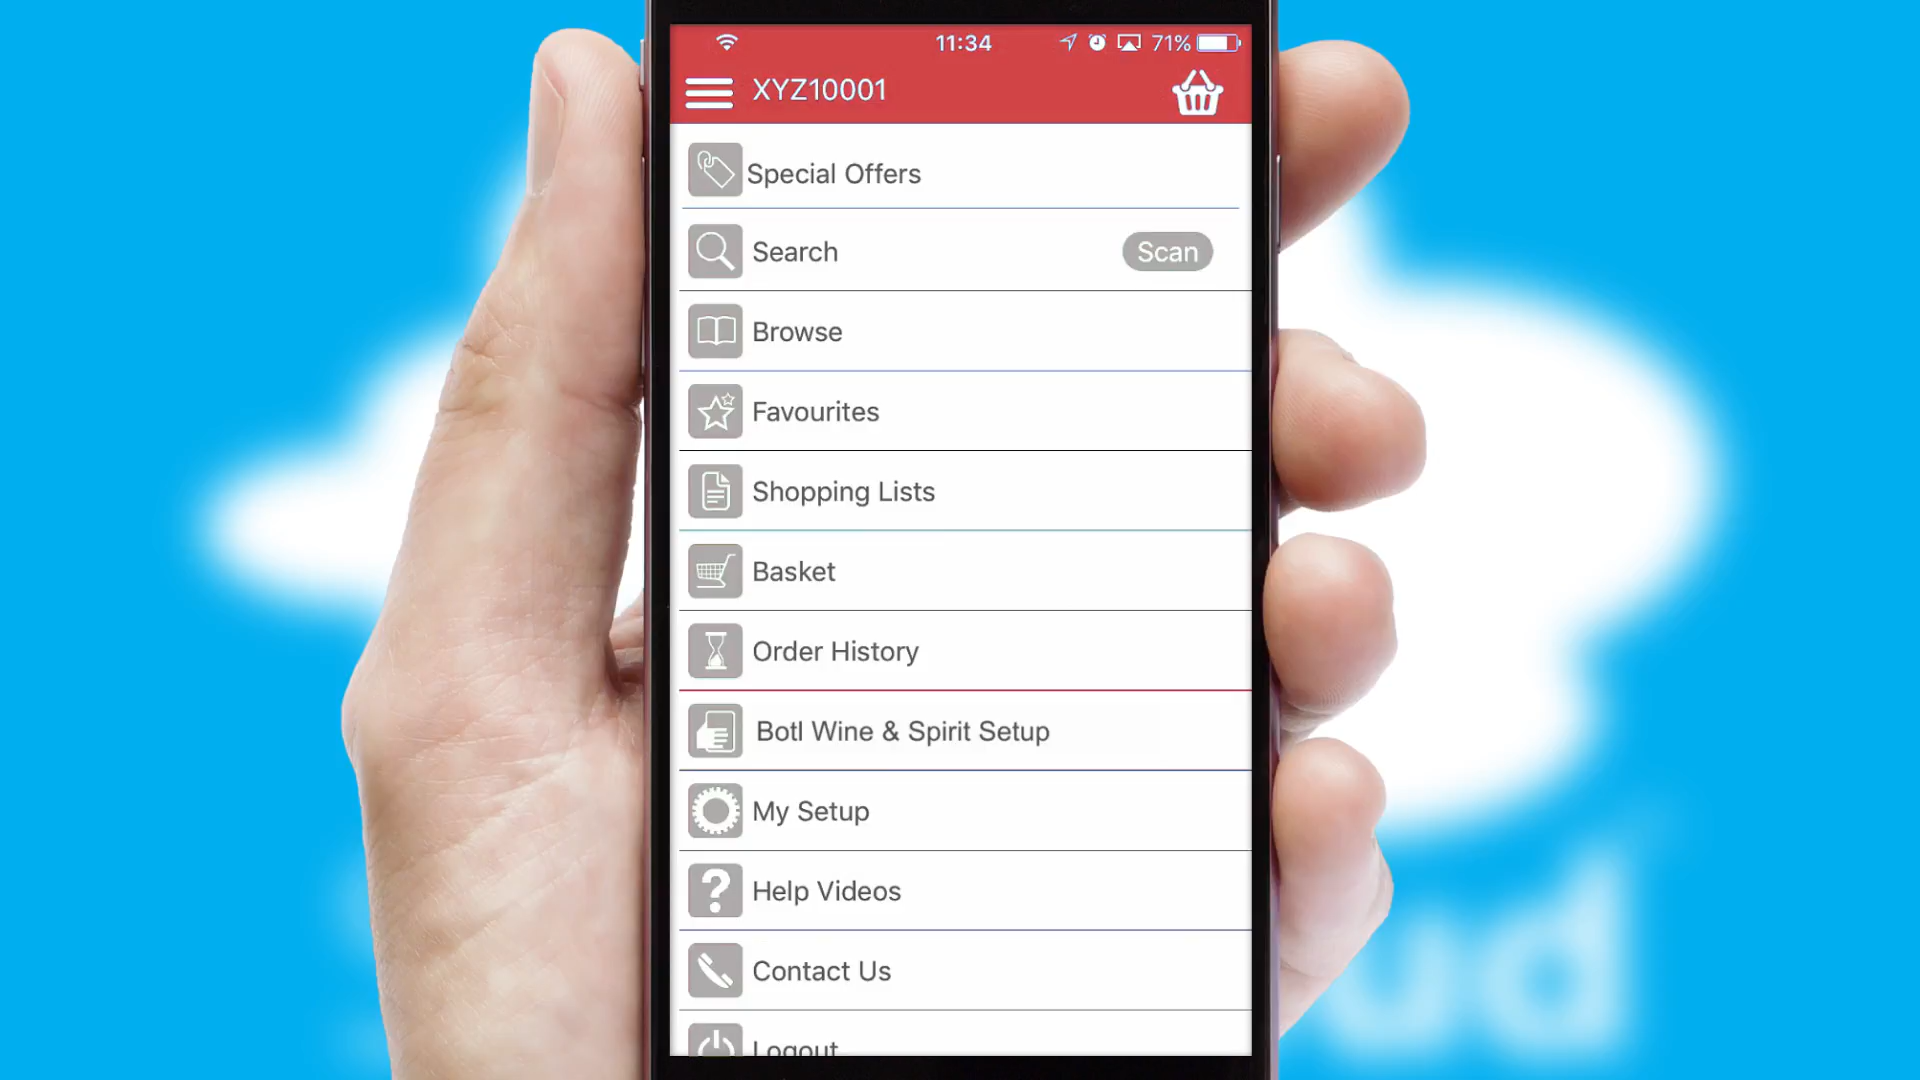 11:34
71%
XYZ10001
Special Offers
Search
Scan
Browse
Favourites
Shopping Lists
Basket
Order History
Botl Wine & Spirit Setup
My Setup
Help Videos
Contact Us
Logout